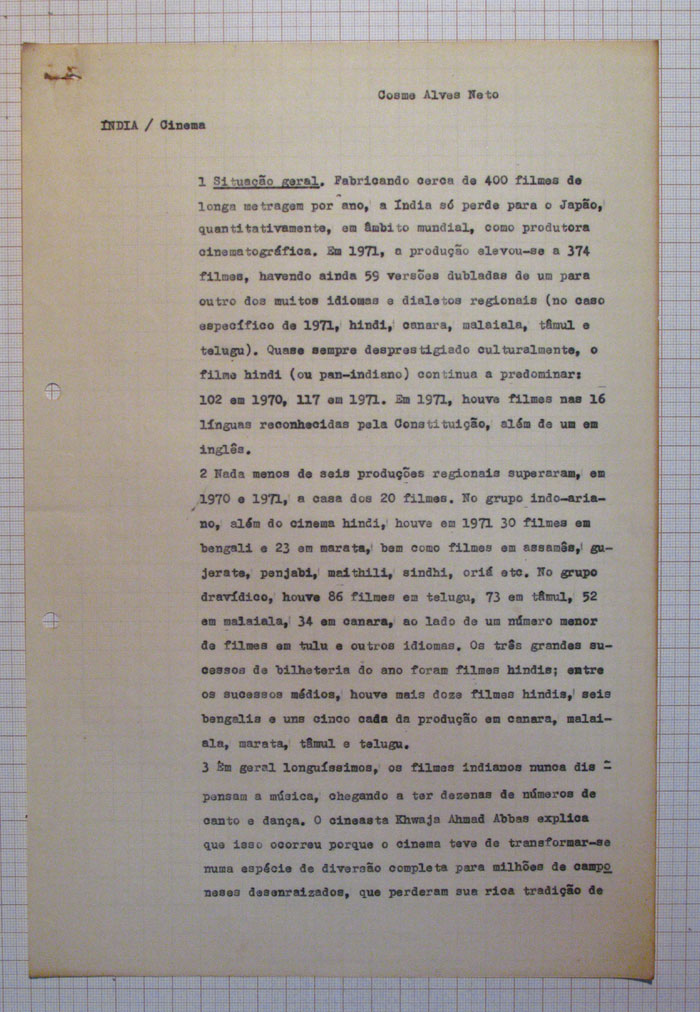 Cosme Alves Neto
ÍNDIA / Cinema
1 Situação geral. Fabricando cerca de 400 filmes de
longa metragem por ano, a Índia só perde para o Japão,
quantitativamente, em âmbito mundial, como produtora
cinematográfica. Em 1971, a produção elevou-se a 374
filmes, havendo ainda 59 versões dubladas de um para
outro dos muitos idiomas e dialetos regionais (no caso
específico de 1971, hindi, canara, malaiala, tâmul e
telugu). Quase sempre desprestigiado culturalmente, o
filme hindi (ou pan-indiano) continua a predominar:
102 em 1970, 117 em 1971. Em 1971, houve filmes nas 16
línguas reconhecidas pela Constituição, além de um em
inglês.
2 Nada menos de seis produções regionais superaram, em
1970 e 1971, a casa dos 20 filmes. No grupo indo-aria-
no, além do cinema hindi, houve em 1971 30 filmes em
bengali e 23 em marata, bem como filmes em assamês, gu-
jerate, penjabi, maithili, sindhi, oriá etc. No grupo
dravídico, houve 86 filmes em telugu, 73 em tâmul, 52
em malaiala, 34 em canara, ao lado de um número menor
de filmes em tulu e outros idiomas. Os três grandes su-
cessos de bilheteria do ano foram filmes hindis; entre
os sucessos médios, houve mais doze filmes hindis, seis
bengalis e uns cinco cada da produção em canara, malai-
ala, marata, tâmul e telugu.
3 Em geral longuíssimos, os filmes indianos nunca dis -
pensam a música, chegando a ter dezenas de números de
canto e dança. O cineasta Khwaja Ahmad Abbas explica
que isso ocorreu porque o cinema teve de transformar-se
numa espécie de diversão completa para milhões de campo
neses desenraizados, que perderam sua rica tradição de